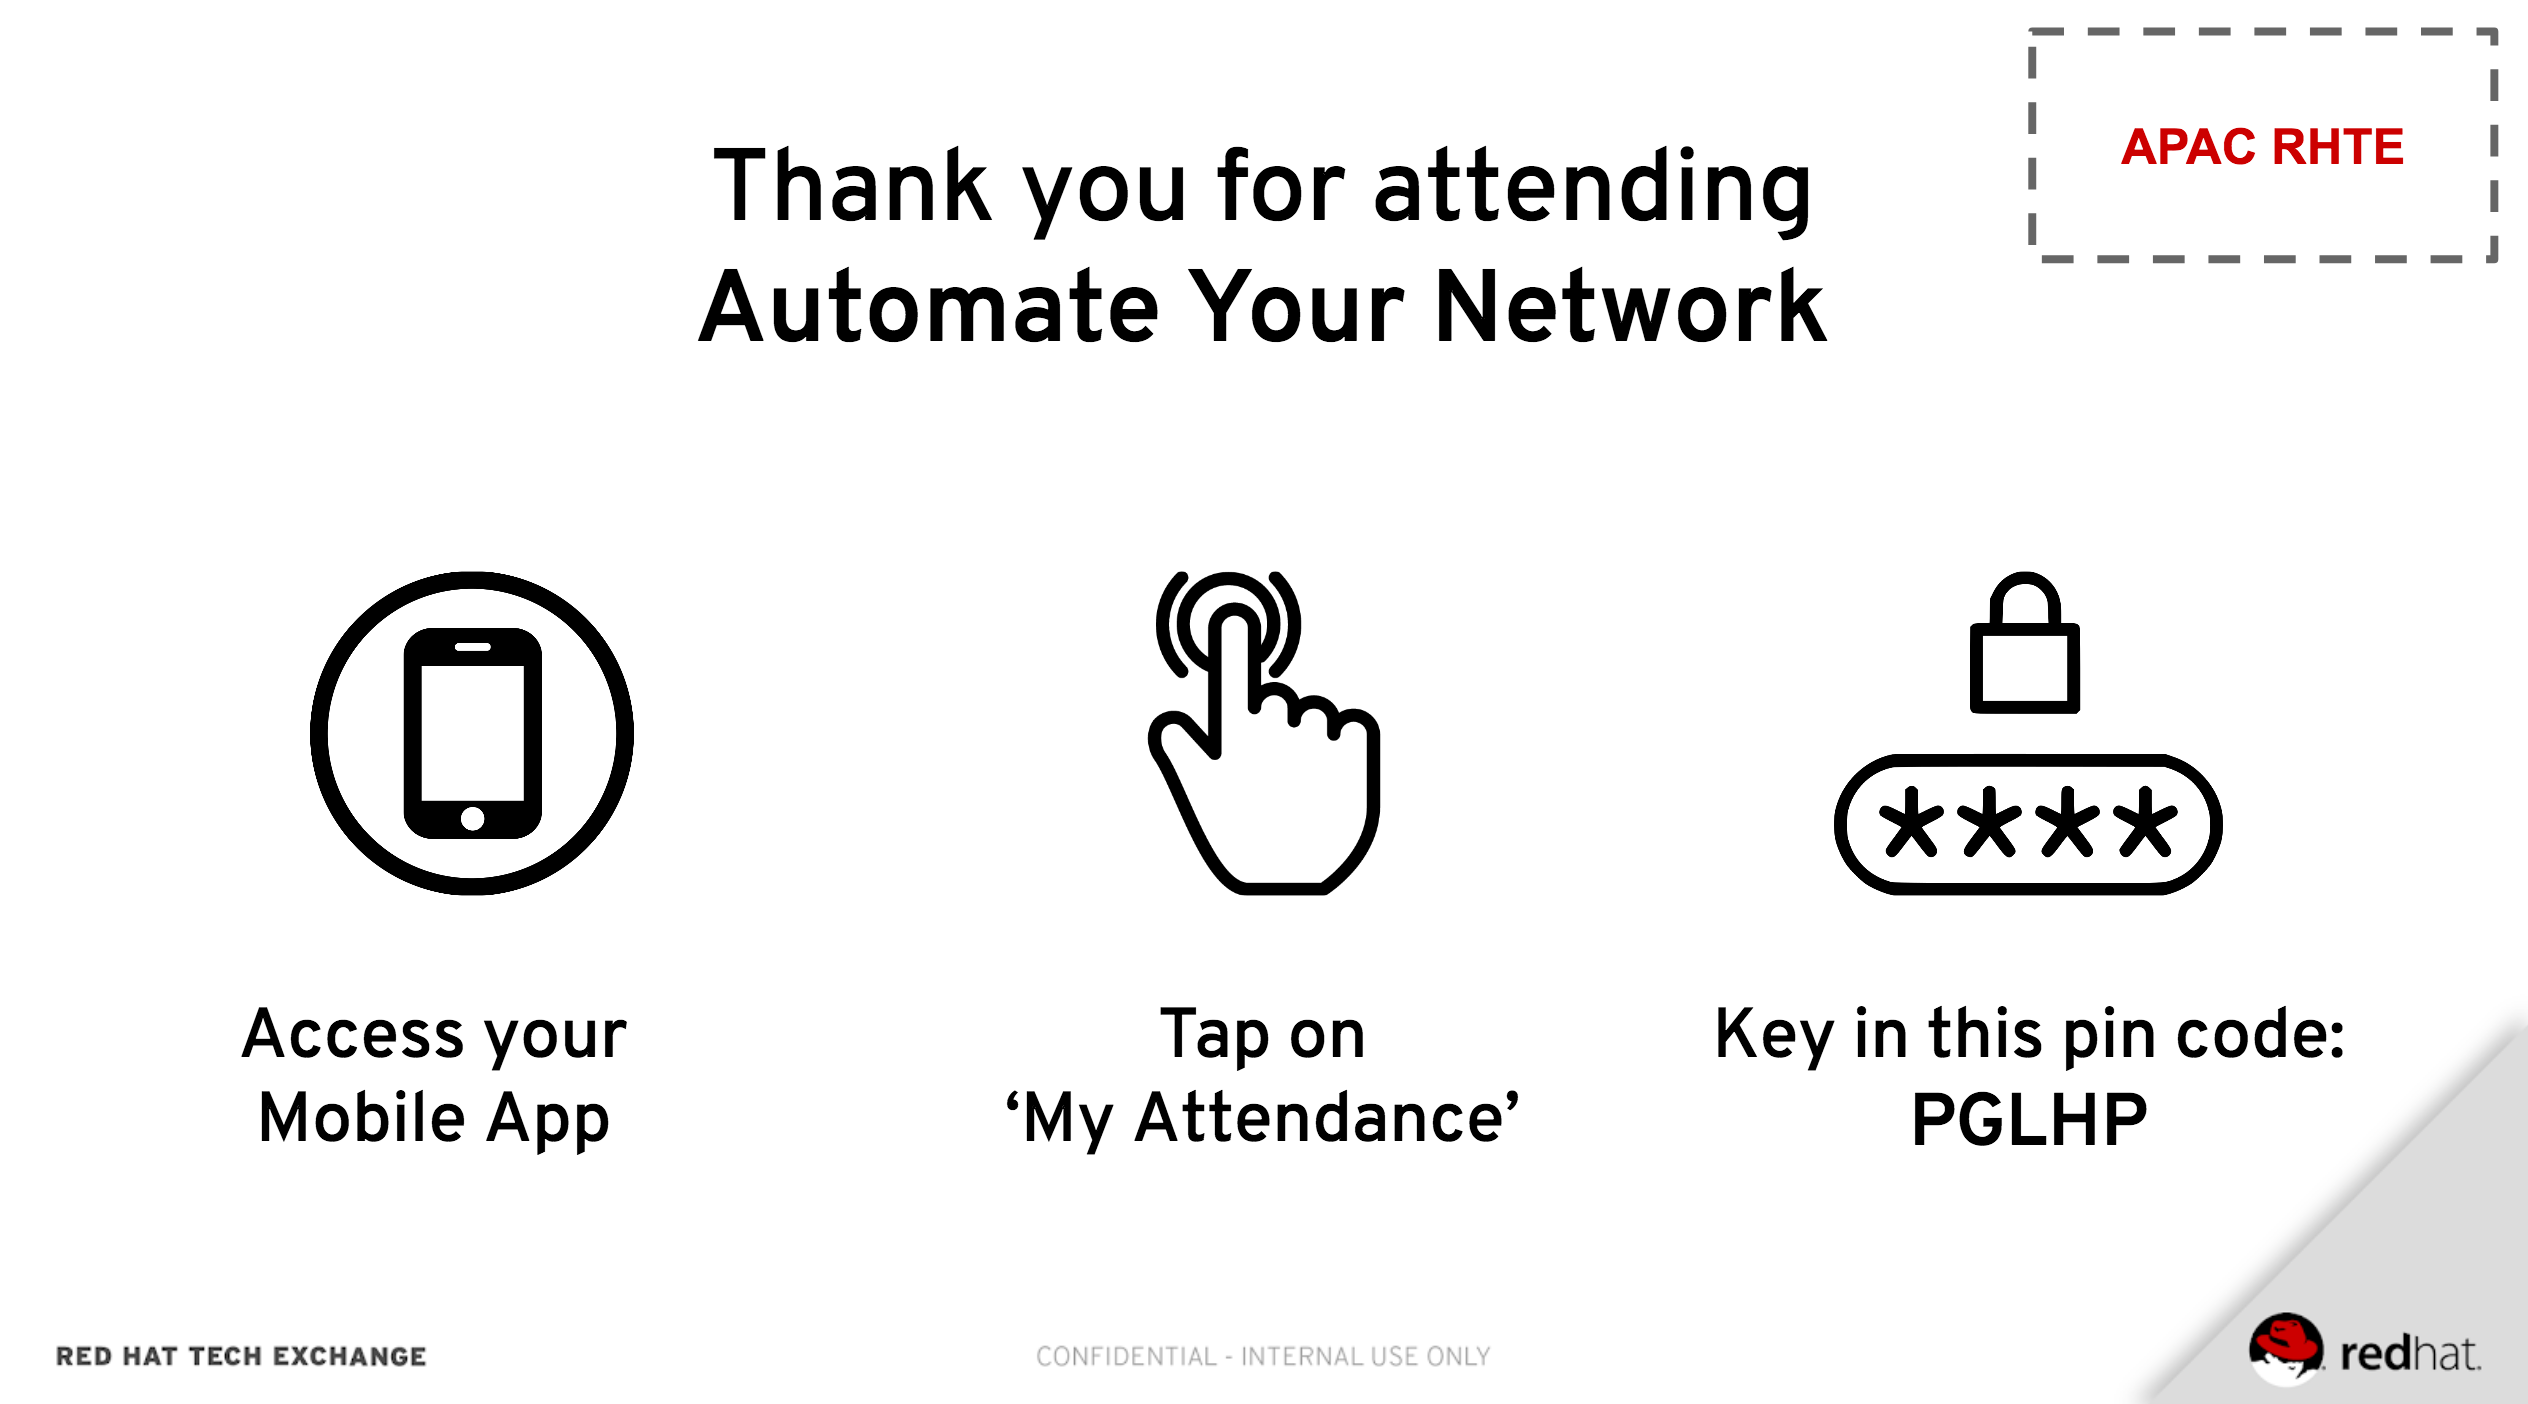 APAC RHTE
Thank you for attending
Automate Your Network
****
Access your
Mobile App
Tap on
‘My Attendance’
Key in this pin code:
PGLHP
RED HAT TECH EXCHANGE
CONFIDENTIAL - INTERNAL USE ONLY
redhat.